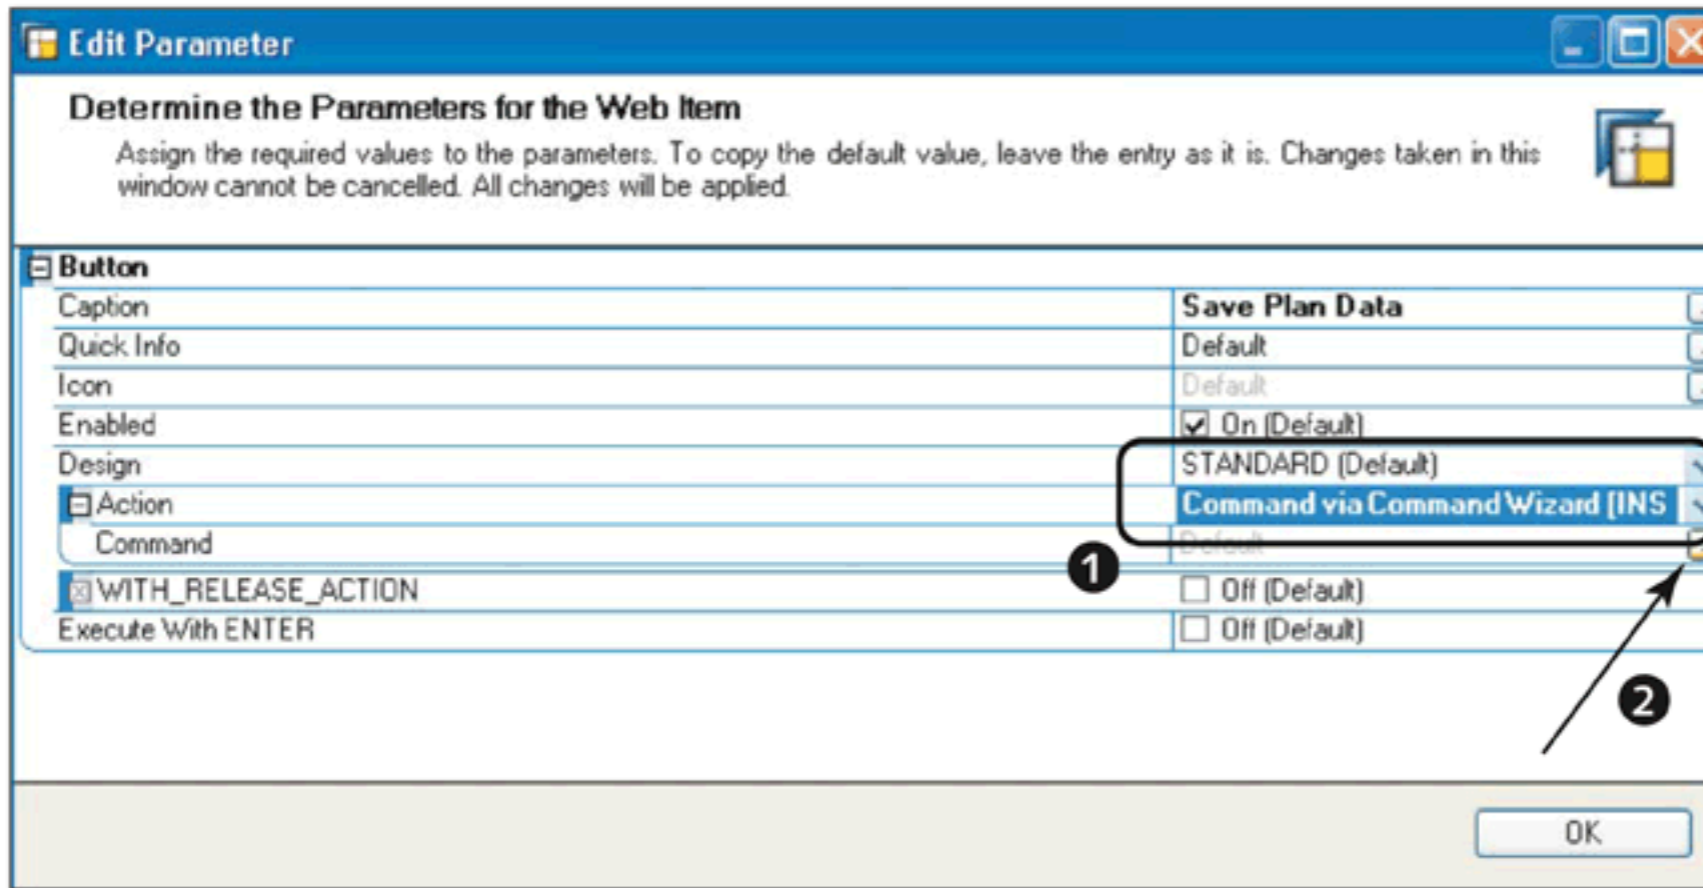 Edit Parameter
Determine the Parameters for the Web Item
Assign the required values to the parameters. To copy the default value, leave the entry as it is. Changes taken in this
window cannot be cancelled. All changes will be applied.
Button
Caption Save Plan Data
Quick Info Default
Icon Default
Enabled On (Default)
Design STANDARD (Default)
Action Command via Command Wizard [INS
Command Default
1
WITH_RELEASE_ACTION Off (Default)
Execute With ENTER Off (Default)
2
OK